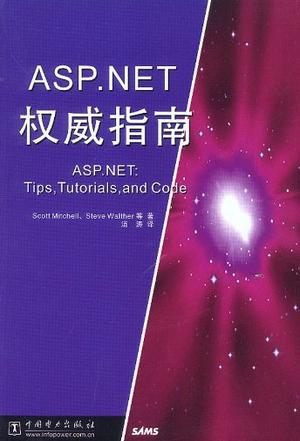 ASP.NET
权威指南
ASP.NET:
Tips,Tutorials,and Code
Scott Mitchell、Steve Walther 等 著
汤 涛 译
中国电力出版社
www.infopower.com.cn
SAMS